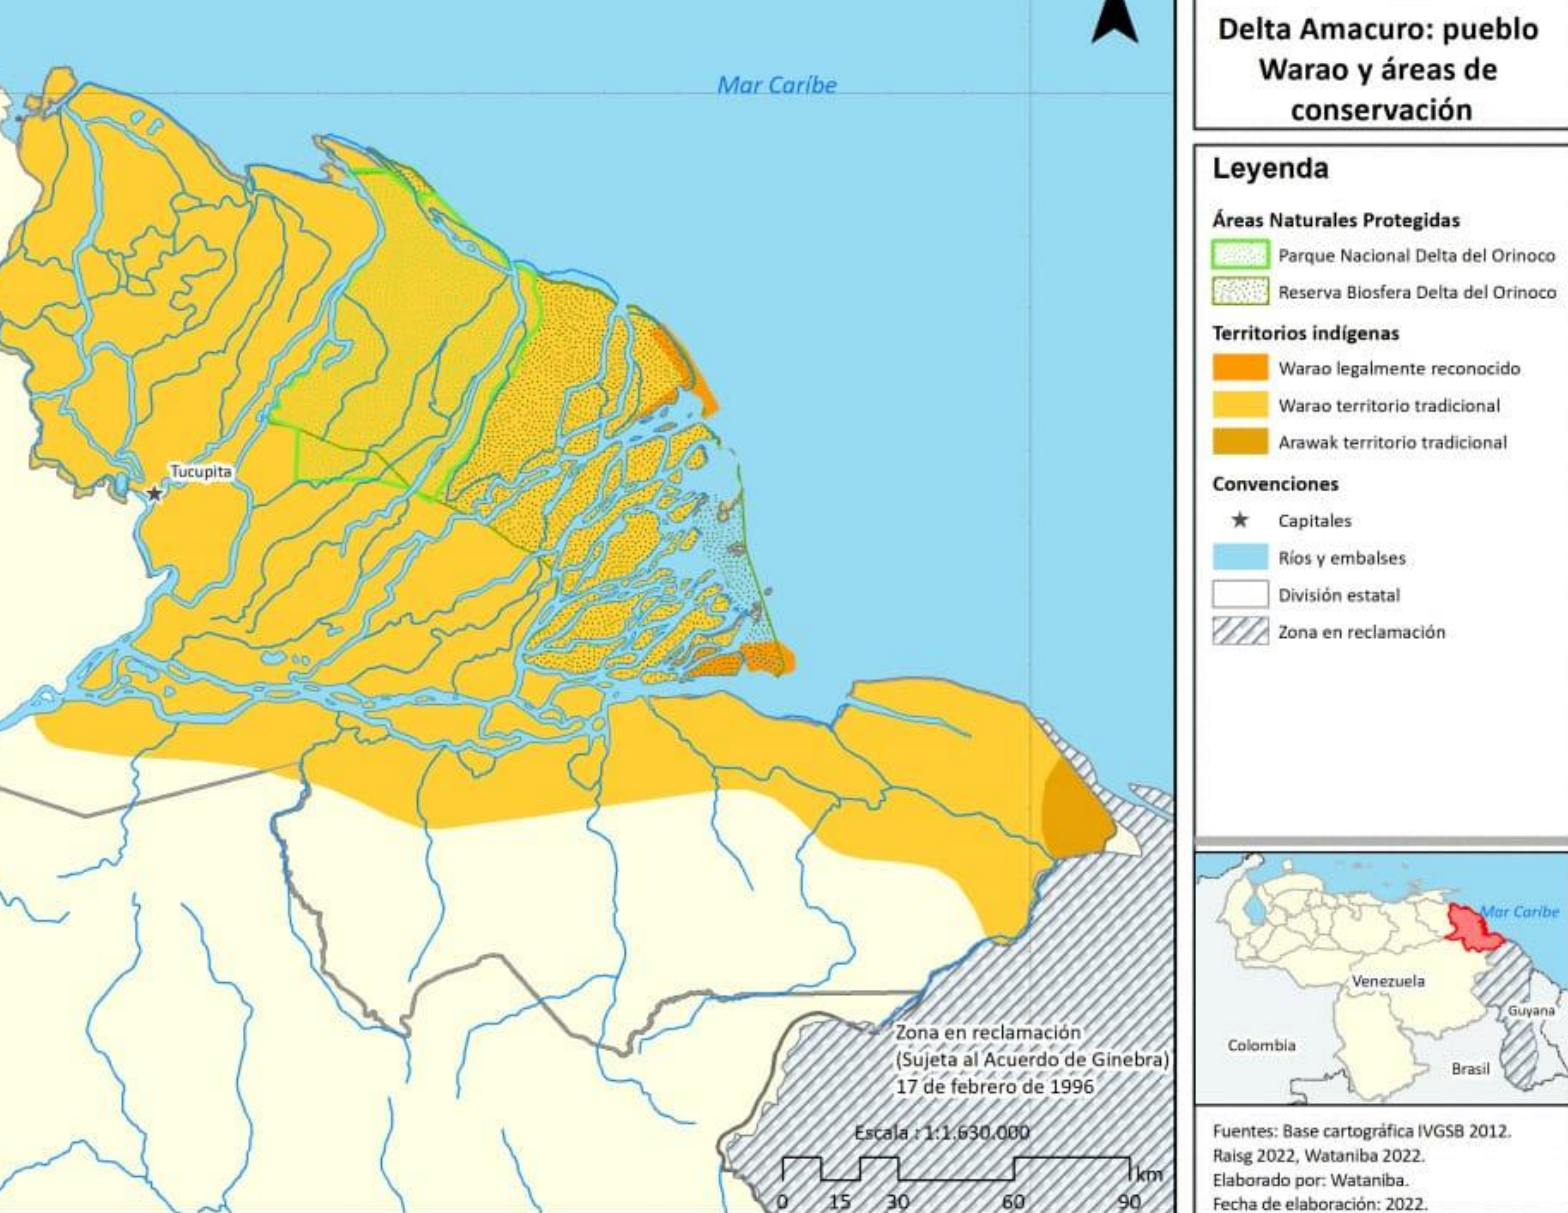 Delta Amacuro: pueblo
Warao y áreas de
conservación
Mar Caríbe
Leyenda
Áreas Naturales Protegidas
Parque Nacional Delta del Orinoco
Reserva Biosfera Delta del Orinoco
Territorios indígenas
Warao legalmente reconocido
Warao territorio tradicional
Arawak territorio tradicional
Convenciones
Capitales
Ríos y embalses
División estatal
Zona en reclamación
Tucupita
Mar Caríbe
Venezuela
Guyana
Colombia
Brasil
Zona en reclamación
(Sujeta al Acuerdo de Ginebra)
17 de febrero de 1996
Escala : 1:1.630.000
km
0 15 30 60 90
Fuentes: Base cartográfica IVGSB 2012.
Raisg 2022, Wataniba 2022.
Elaborado por: Wataniba.
Fecha de elaboración: 2022.